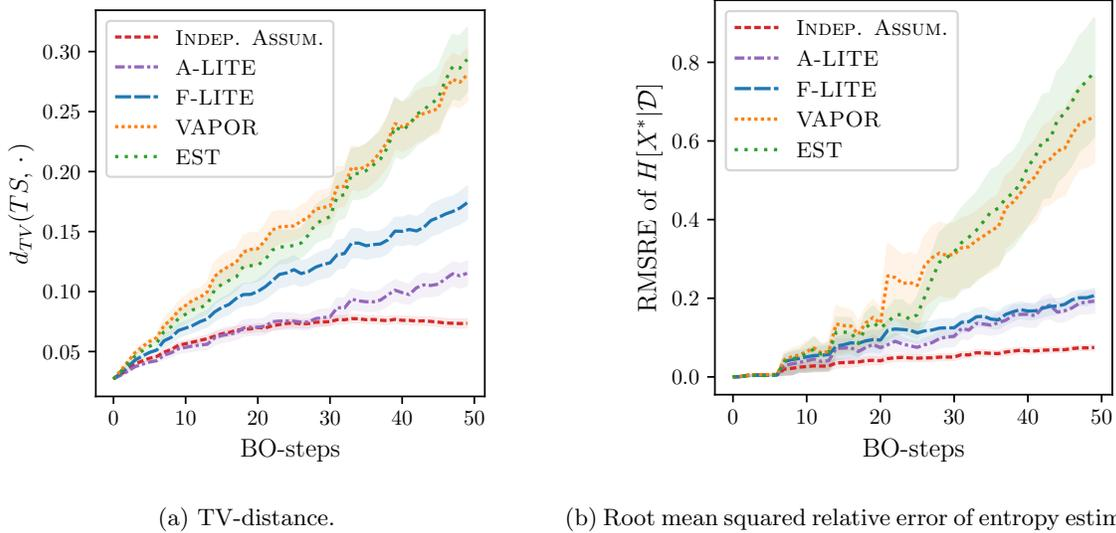 0.30
0.25
0.20
0.15
0.10
0.05
d_TV(TS, ·)
INDEP. ASSUM.
A-LITE
F-LITE
VAPOR
EST
0 10 20 30 40 50
BO-steps
(a) TV-distance.
0.8
0.6
0.4
0.2
0.0
RMSRE of H[X*|D]
INDEP. ASSUM.
A-LITE
F-LITE
VAPOR
EST
0 10 20 30 40 50
BO-steps
(b) Root mean squared relative error of entropy estim